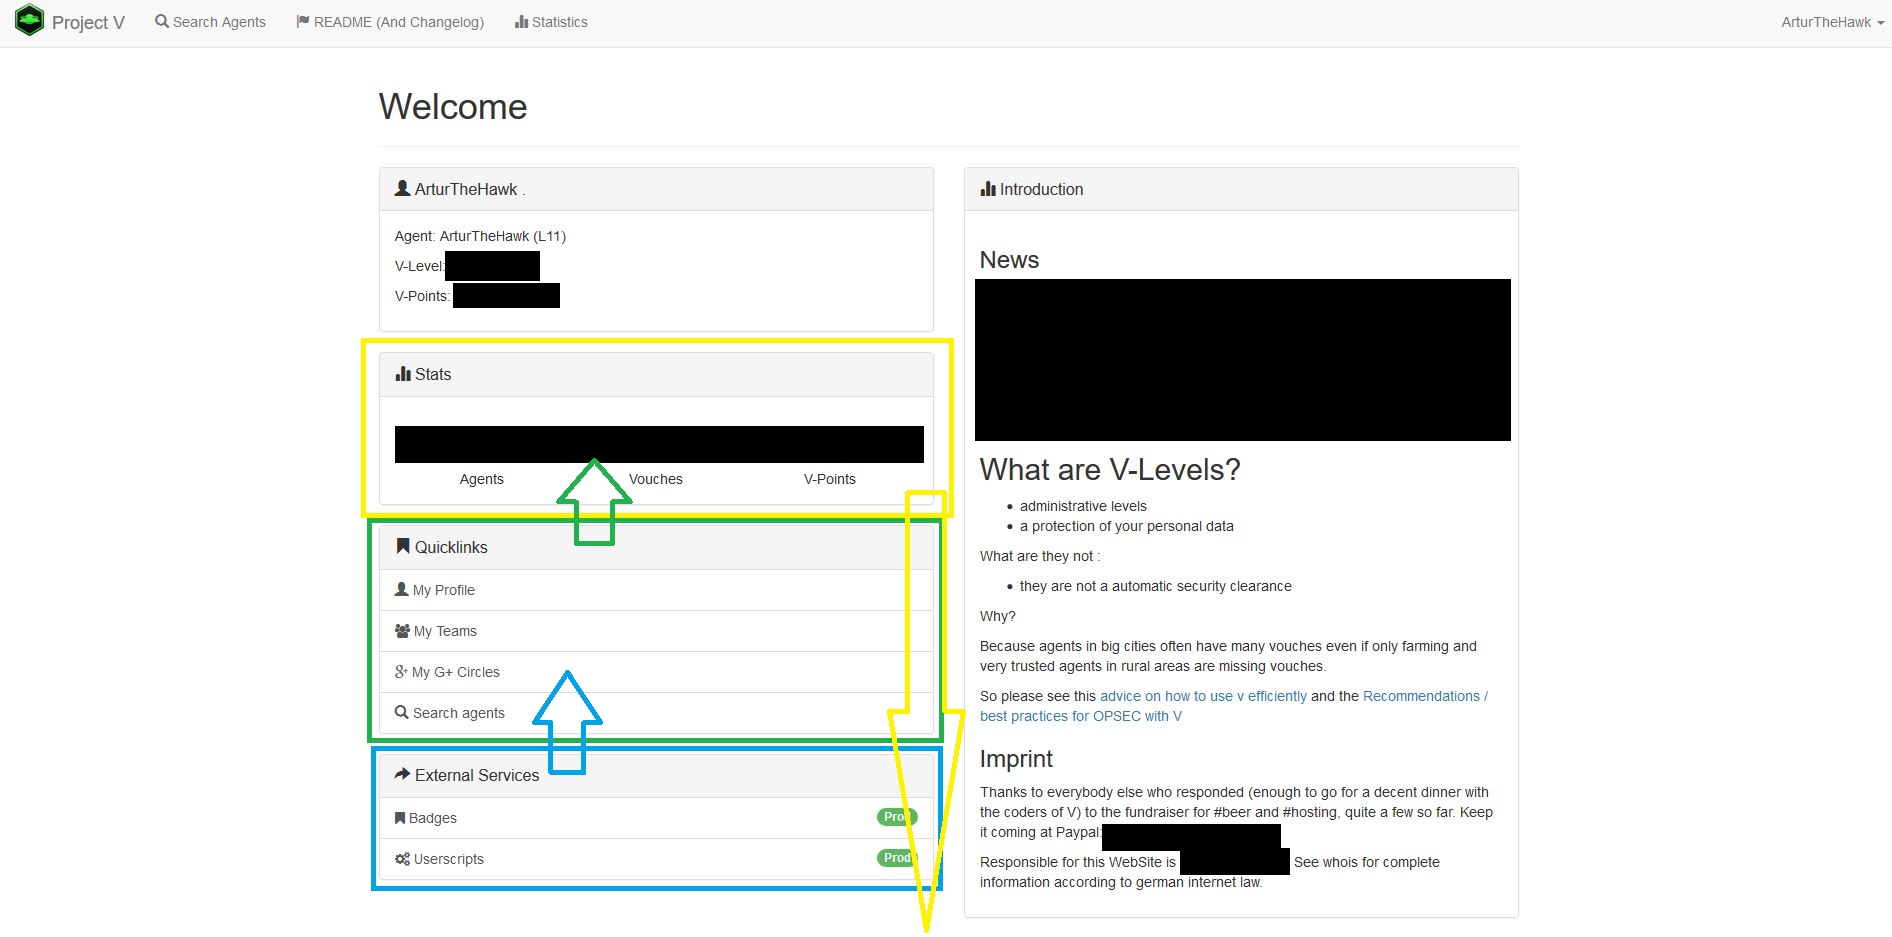 Project V Search Agents README (And Changelog) Statistics ArturTheHawk
Welcome
ArturTheHawk .
Agent: ArturTheHawk (L11)
V-Level:
V-Points:
Stats
Agents Vouches V-Points
Quicklinks
My Profile
My Teams
My G+ Circles
Search agents
External Services
Badges Prod
Userscripts Prod
Introduction
News
What are V-Levels?
administrative levels
a protection of your personal data
What are they not :
they are not a automatic security clearance
Why?
Because agents in big cities often have many vouches even if only farming and
very trusted agents in rural areas are missing vouches.
So please see this advice on how to use v efficiently and the Recommendations /
best practices for OPSEC with V
Imprint
Thanks to everybody else who responded (enough to go for a decent dinner with
the coders of V) to the fundraiser for #beer and #hosting, quite a few so far. Keep
it coming at Paypal:
Responsible for this WebSite is See whois for complete
information according to german internet law.